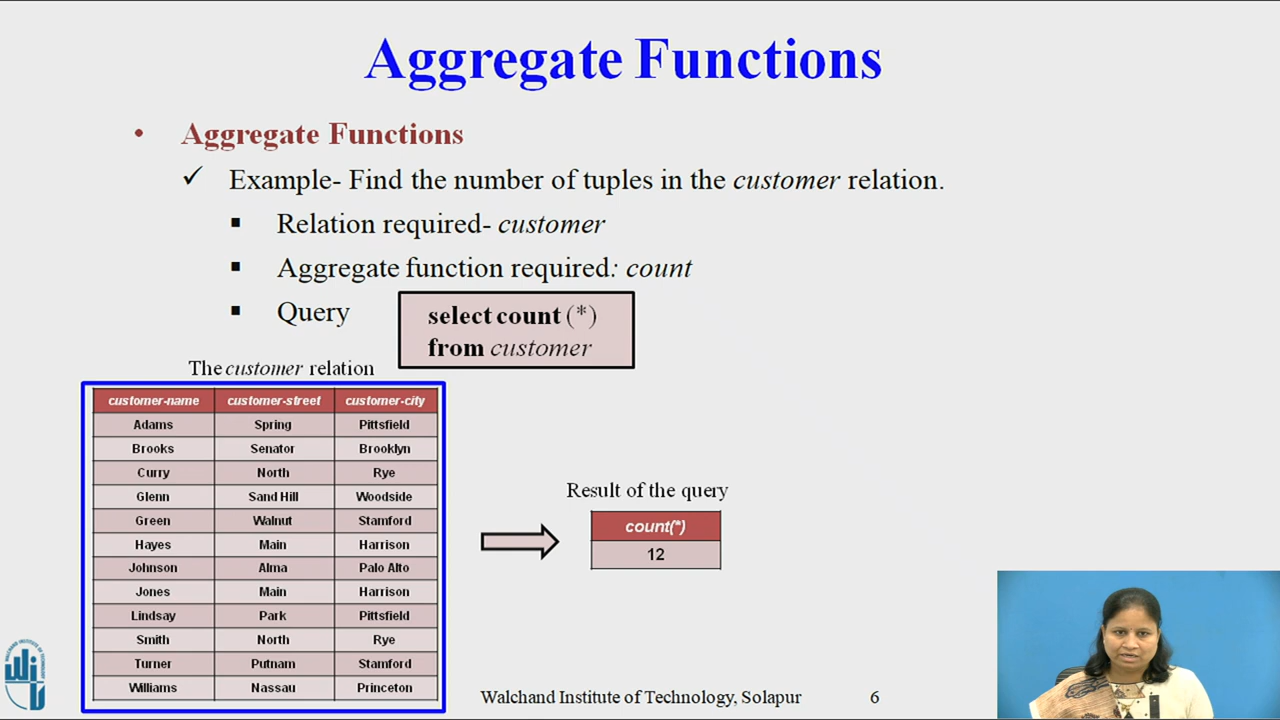 Aggregate Functions
• Aggregate Functions
✓ Example- Find the number of tuples in the customer relation.
▪ Relation required- customer
▪ Aggregate function required: count
▪ Query
select count (*)
from customer
The customer relation
customer-name customer-street customer-city
Adams Spring Pittsfield
Brooks Senator Brooklyn
Curry North Rye
Glenn Sand Hill Woodside
Green Walnut Stamford
Hayes Main Harrison
Johnson Alma Palo Alto
Jones Main Harrison
Lindsay Park Pittsfield
Smith North Rye
Turner Putnam Stamford
Williams Nassau Princeton
Result of the query
count(*)
12
Walchand Institute of Technology, Solapur 6